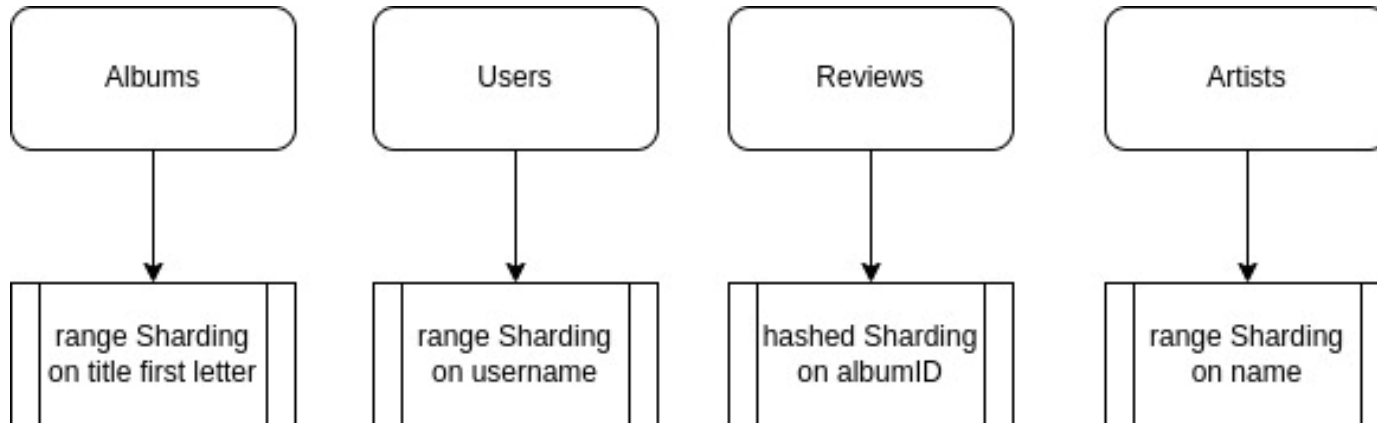 Albums
Users
Reviews
Artists
range Sharding
on title first letter
range Sharding
on username
hashed Sharding
on albumID
range Sharding
on name